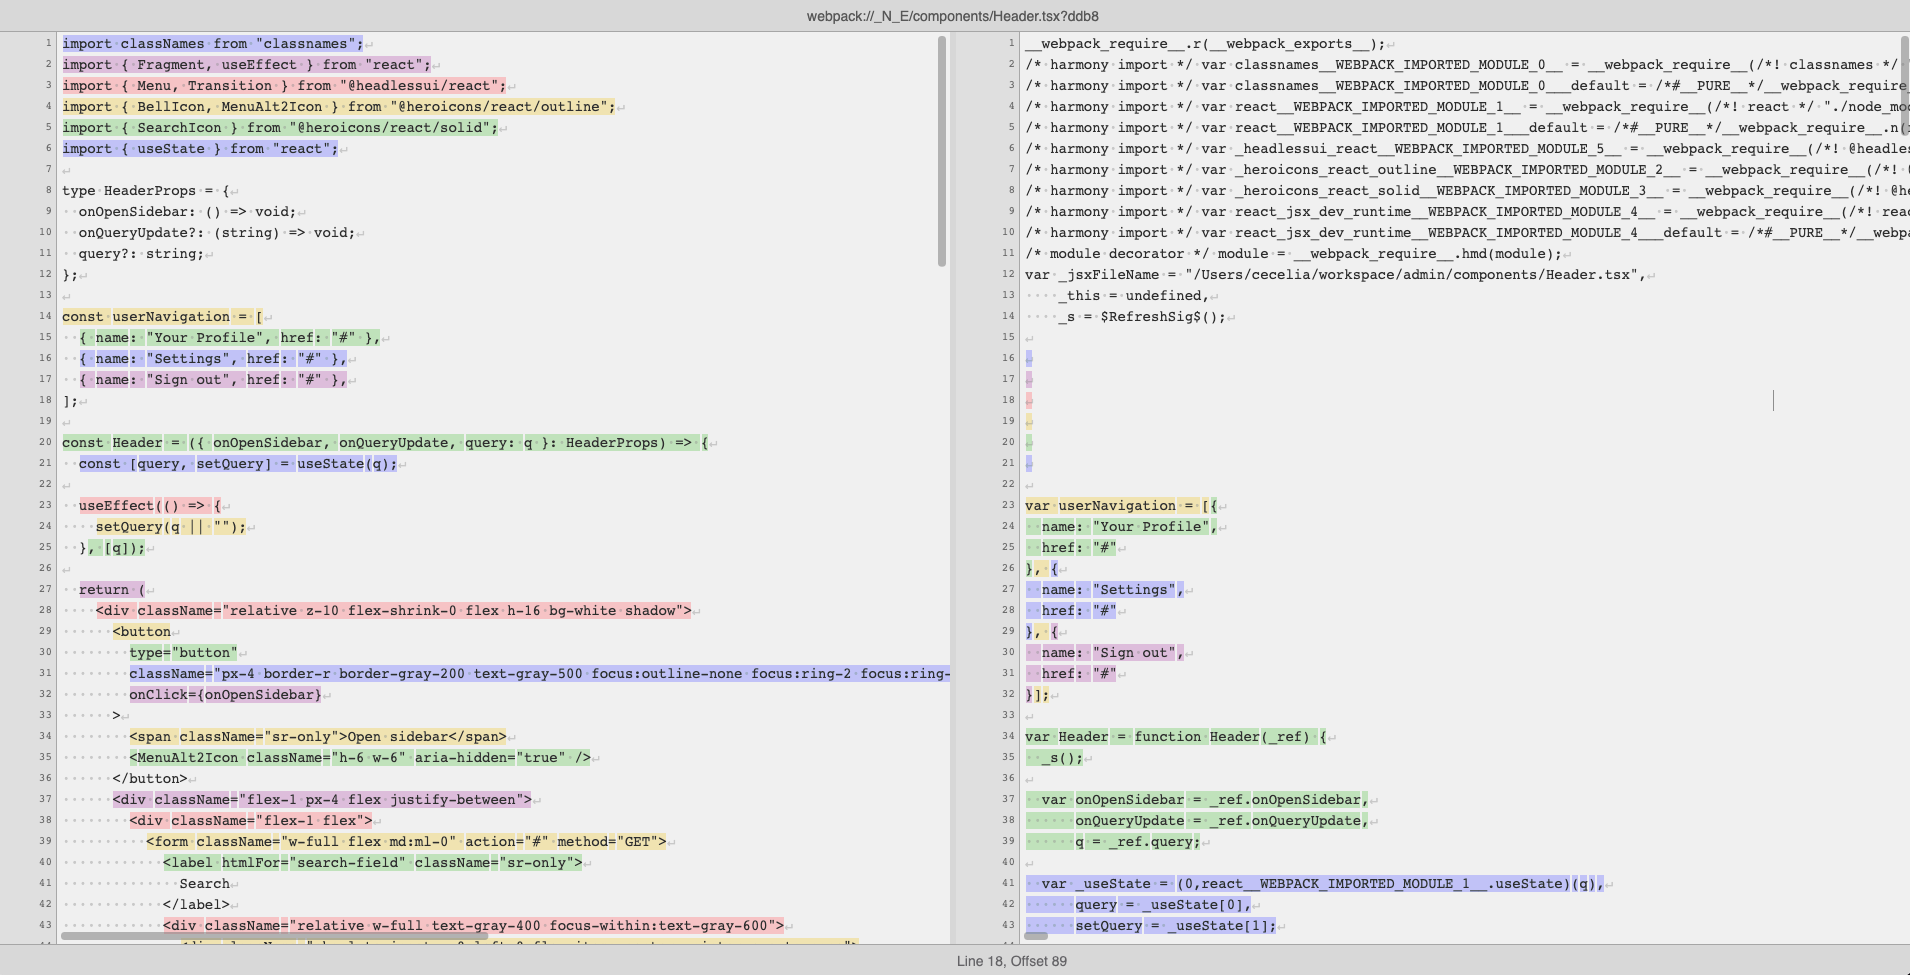 webpack://_N_E/components/Header.tsx?ddb8
1 import classNames from "classnames";
2 import { Fragment, useEffect } from "react";
3 import { Menu, Transition } from "@headlessui/react";
4 import { BellIcon, MenuAlt2Icon } from "@heroicons/react/outline";
5 import { SearchIcon } from "@heroicons/react/solid";
6 import { useState } from "react";
7
8 type HeaderProps = {
9   onOpenSidebar: () => void;
10   onQueryUpdate?: (string) => void;
11   query?: string;
12 };
13
14 const userNavigation = [
15   { name: "Your Profile", href: "#" },
16   { name: "Settings", href: "#" },
17   { name: "Sign out", href: "#" },
18 ];
19
20 const Header = ({ onOpenSidebar, onQueryUpdate, query: q }: HeaderProps) => {
21   const [query, setQuery] = useState(q);
22
23   useEffect(() => {
24     setQuery(q || "");
25   }, [q]);
26
27   return (
28     <div className="relative z-10 flex-shrink-0 flex h-16 bg-white shadow">
29       <button
30         type="button"
31         className="px-4 border-r border-gray-200 text-gray-500 focus:outline-none focus:ring-2 focus:ring-
32         onClick={onOpenSidebar}
33       >
34         <span className="sr-only">Open sidebar</span>
35         <MenuAlt2Icon className="h-6 w-6" aria-hidden="true" />
36       </button>
37       <div className="flex-1 px-4 flex justify-between">
38         <div className="flex-1 flex">
39           <form className="w-full flex md:ml-0" action="#" method="GET">
40             <label htmlFor="search-field" className="sr-only">
41               Search
42             </label>
43             <div className="relative w-full text-gray-400 focus-within:text-gray-600">
1 __webpack_require__.r(__webpack_exports__);
2 /* harmony import */ var classnames__WEBPACK_IMPORTED_MODULE_0__ = __webpack_require__(/*! classnames */
3 /* harmony import */ var classnames__WEBPACK_IMPORTED_MODULE_0___default = /*#__PURE__*/__webpack_require
4 /* harmony import */ var react__WEBPACK_IMPORTED_MODULE_1__ = __webpack_require__(/*! react */ "./node_mo
5 /* harmony import */ var react__WEBPACK_IMPORTED_MODULE_1___default = /*#__PURE__*/__webpack_require__.n(
6 /* harmony import */ var _headlessui_react__WEBPACK_IMPORTED_MODULE_5__ = __webpack_require__(/*! @headles
7 /* harmony import */ var _heroicons_react_outline__WEBPACK_IMPORTED_MODULE_2__ = __webpack_require__(/*!
8 /* harmony import */ var _heroicons_react_solid__WEBPACK_IMPORTED_MODULE_3__ = __webpack_require__(/*! @he
9 /* harmony import */ var react_jsx_dev_runtime__WEBPACK_IMPORTED_MODULE_4__ = __webpack_require__(/*! reac
10 /* harmony import */ var react_jsx_dev_runtime__WEBPACK_IMPORTED_MODULE_4___default = /*#__PURE__*/__webp
11 /* module decorator */ module = __webpack_require__.hmd(module);
12 var _jsxFileName = "/Users/cecelia/workspace/admin/components/Header.tsx",
13     _this = undefined,
14     _s = $RefreshSig$();
15
16
17
18
19
20
21
22
23 var userNavigation = [{
24   name: "Your Profile",
25   href: "#"
26 }, {
27   name: "Settings",
28   href: "#"
29 }, {
30   name: "Sign out",
31   href: "#"
32 }];
33
34 var Header = function Header(_ref) {
35   _s();
36
37   var onOpenSidebar = _ref.onOpenSidebar,
38       onQueryUpdate = _ref.onQueryUpdate,
39       q = _ref.query;
40
41   var _useState = (0,react__WEBPACK_IMPORTED_MODULE_1__.useState)(q),
42       query = _useState[0],
43       setQuery = _useState[1];
Line 18, Offset 89